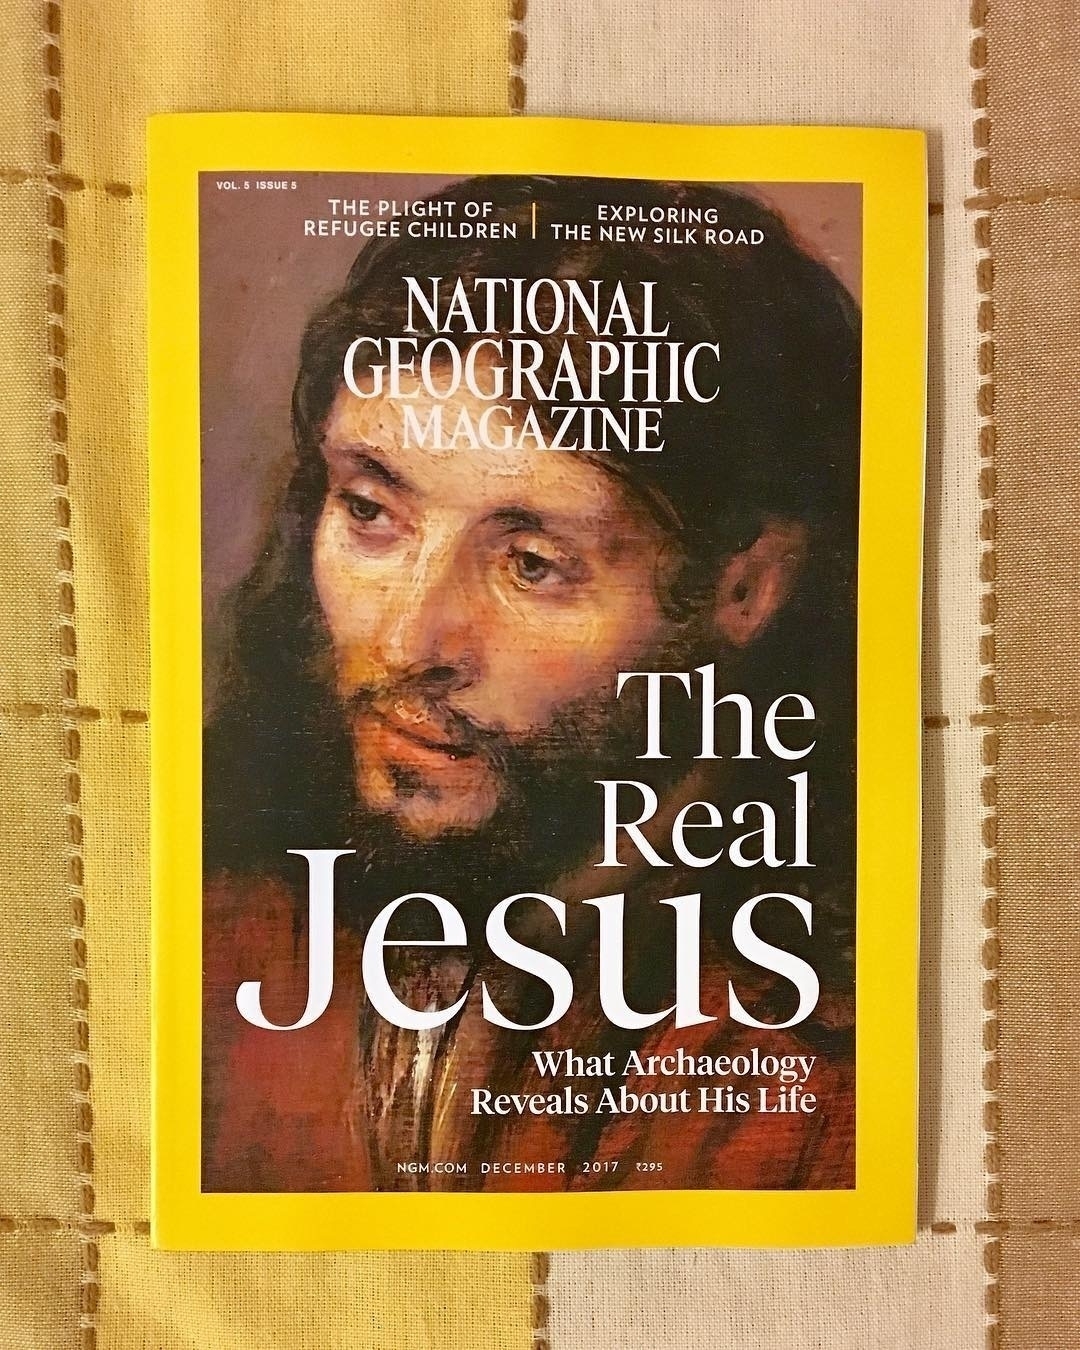 VOL. 5 ISSUE 5
THE PLIGHT OF
REFUGEE CHILDREN
EXPLORING
THE NEW SILK ROAD
NATIONAL
GEOGRAPHIC
MAGAZINE
The
Real
Jesus
What Archaeology
Reveals About His Life
NGM.COM DECEMBER 2017 ₹295